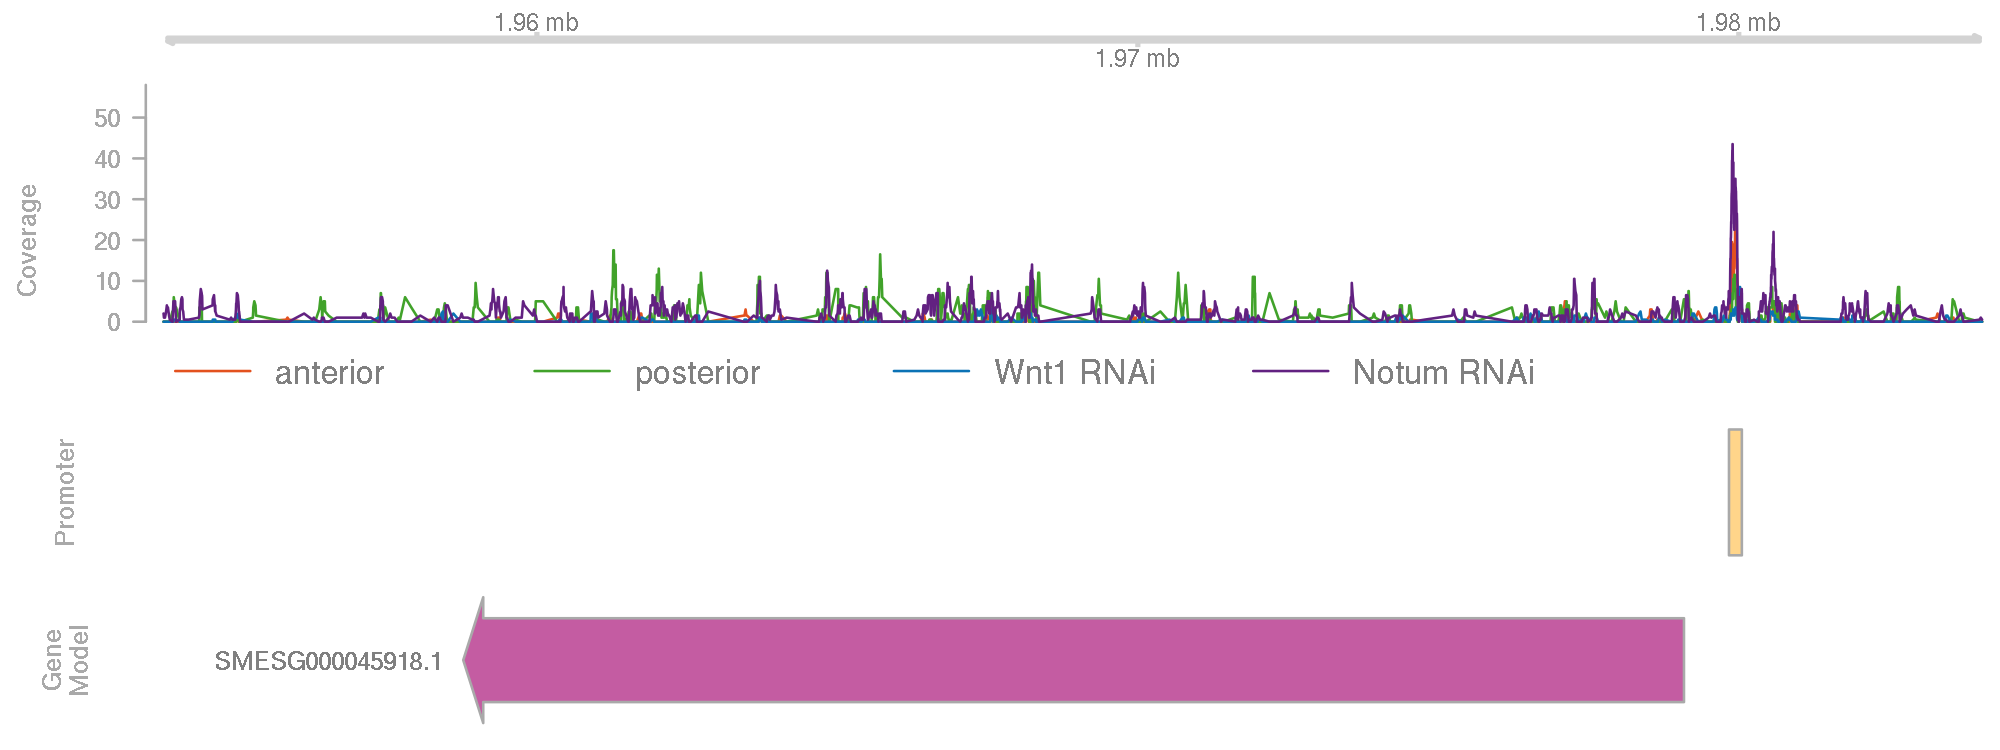 1.96 mb
1.98 mb
1.97 mb
Coverage
50
40
30
20
10
0
anterior
posterior
Wnt1 RNAi
Notum RNAi
Promoter
Gene
Model
SMESG000045918.1